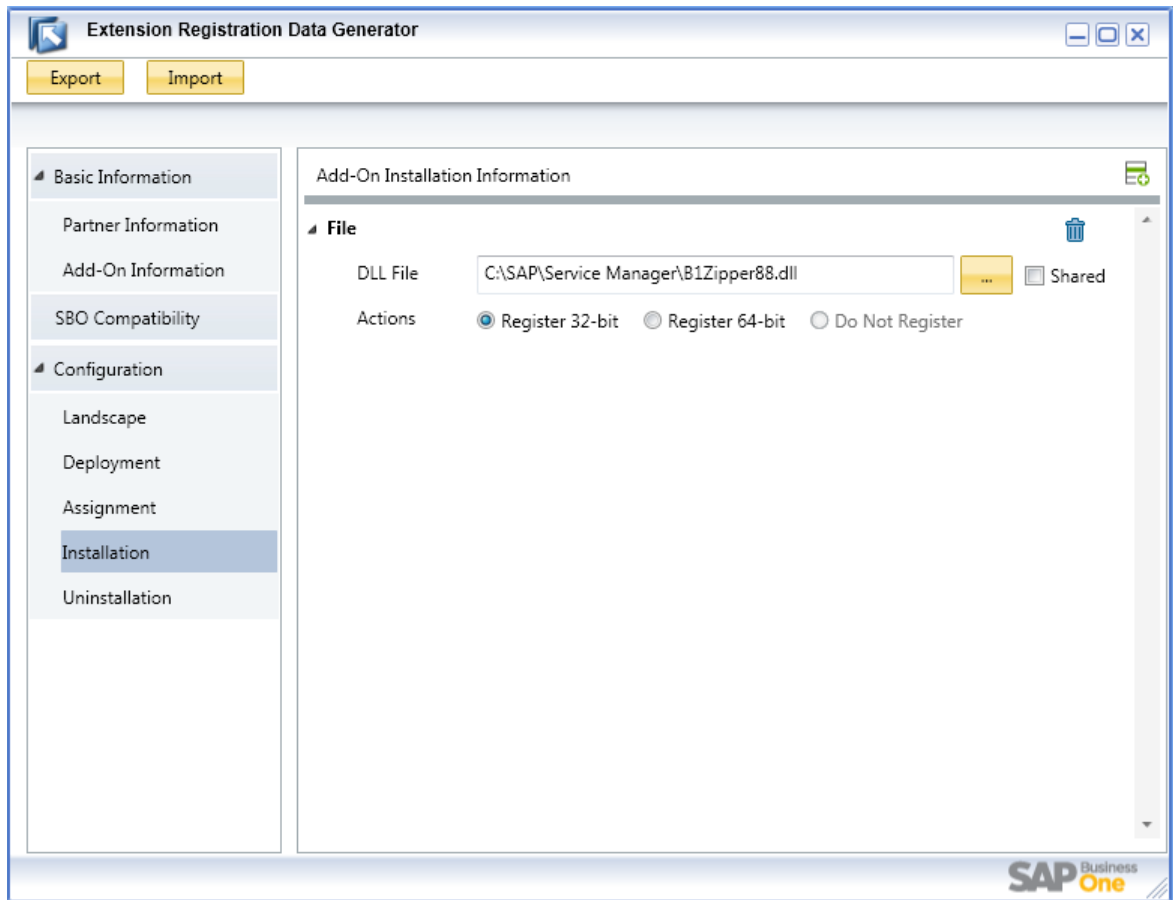 Extension Registration Data Generator
Export Import
Basic Information
Partner Information
Add-On Information
SBO Compatibility
Configuration
Landscape
Deployment
Assignment
Installation
Uninstallation
Add-On Installation Information
File
DLL File C:\SAP\Service Manager\B1Zipper88.dll ... Shared
Actions Register 32-bit Register 64-bit Do Not Register
SAP Business One